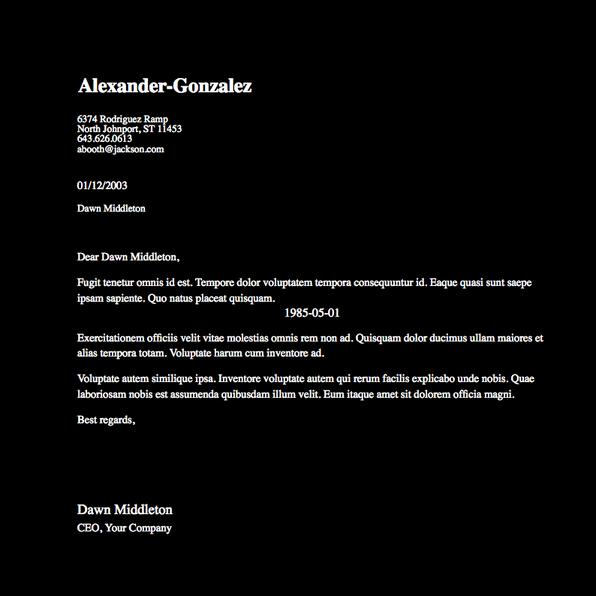 Alexander-Gonzalez
6374 Rodriguez Ramp
North Johnport, ST 11453
643.626.0613
abooth@jackson.com
01/12/2003
Dawn Middleton
Dear Dawn Middleton,
Fugit tenetur omnis id est. Tempore dolor voluptatem tempora consequuntur id. Eaque quasi sunt saepe
ipsam sapiente. Quo natus placeat quisquam.
1985-05-01
Exercitationem officiis velit vitae molestias omnis rem non ad. Quisquam dolor ducimus ullam maiores et
alias tempora totam. Voluptate harum cum inventore ad.
Voluptate autem similique ipsa. Inventore voluptate autem qui rerum facilis explicabo unde nobis. Quae
laboriosam nobis est assumenda quibusdam illum velit. Eum itaque amet sit dolorem officia magni.
Best regards,
Dawn Middleton
CEO, Your Company